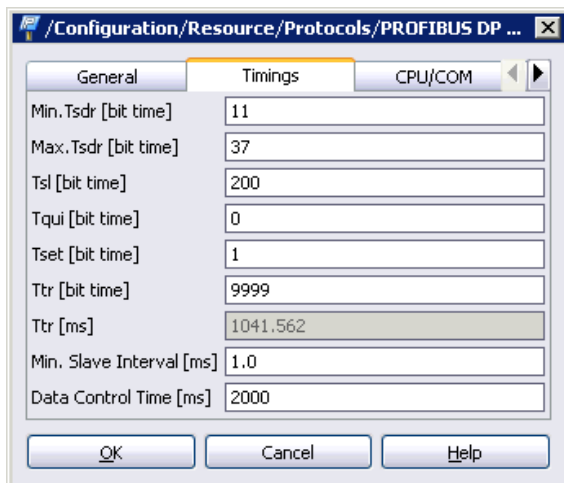 /Configuration/Resource/Protocols/PROFIBUS DP ...
General Timings CPU/COM
Min.Tsdr [bit time] 11
Max.Tsdr [bit time] 37
Tsl [bit time] 200
Tqui [bit time] 0
Tset [bit time] 1
Ttr [bit time] 9999
Ttr [ms] 1041.562
Min. Slave Interval [ms] 1.0
Data Control Time [ms] 2000
OK Cancel Help